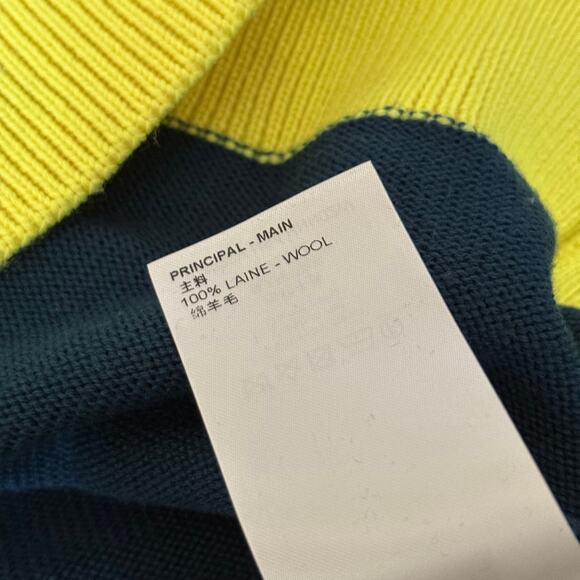 PRINCIPAL - MAIN
主料
100% LAINE - WOOL
绵羊毛